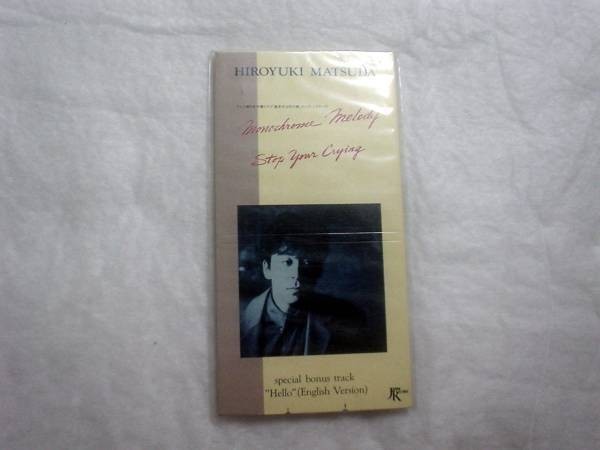 HIROYUKI MATSUDA
Monochrome Melody
Stop Your Crying
special bonus track
"Hello" (English Version)